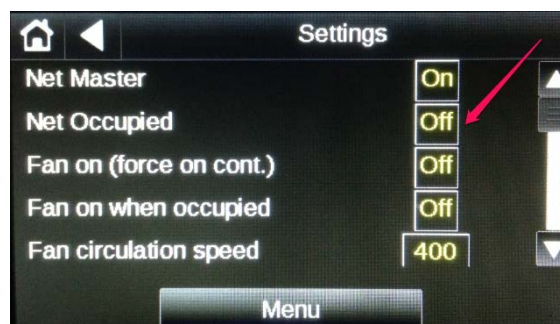 Settings
Net Master On
Net Occupied Off
Fan on (force on cont.) Off
Fan on when occupied Off
Fan circulation speed 400
Menu